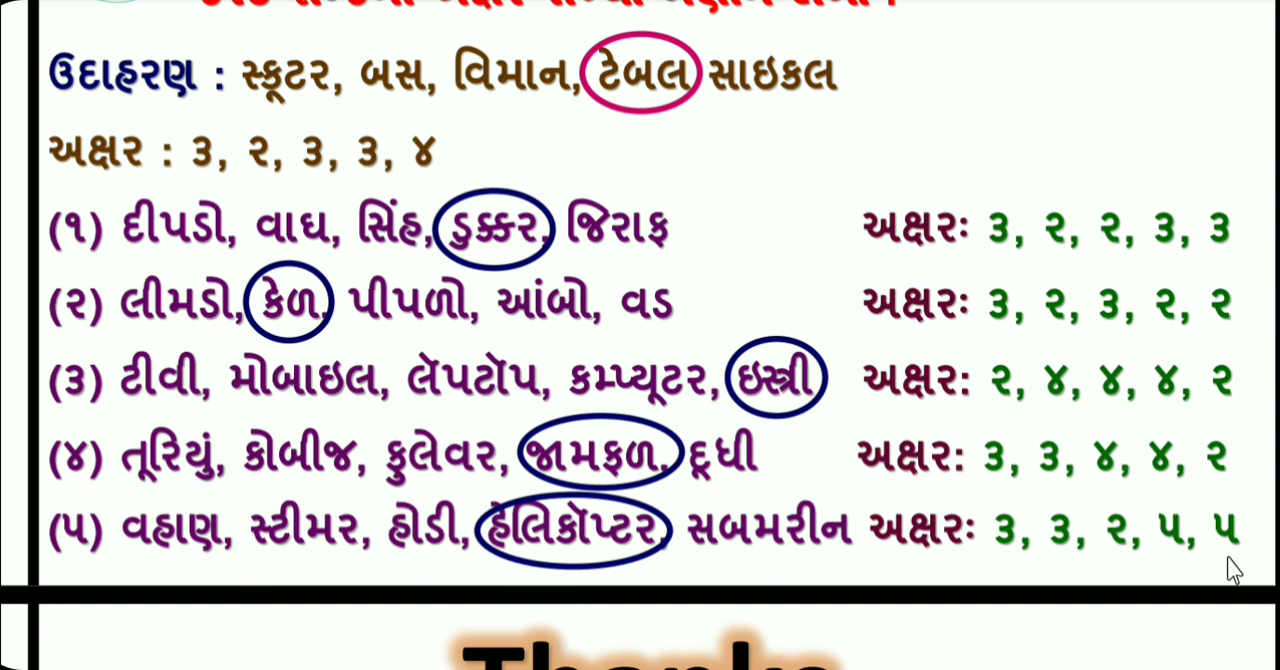 ઉદાહરણ : સ્કૂટર, બસ, વિમાન, ટેબલ સાઇકલ
અક્ષર : ૩, ૨, ૩, ૩, ૪
(૧) દીપડો, વાઘ, સિંહ, ડુક્કર, જિરાફ અક્ષરઃ ૩, ૨, ૨, ૩, ૩
(૨) લીમડો, કેળ, પીપળો, આંબો, વડ અક્ષરઃ ૩, ૨, ૩, ૨, ૨
(૩) ટીવી, મોબાઇલ, લૅપટૉપ, કમ્પ્યૂટર, ઇસ્ત્રી અક્ષર: ૨, ૪, ૪, ૪, ૨
(૪) તૂરિયું, કોબીજ, ફુલેવર, જામફળ, દૂધી અક્ષર: ૩, ૩, ૪, ૪, ૨
(૫) વહાણ, સ્ટીમર, હોડી, હેલિકૉપ્ટર, સબમરીન અક્ષરઃ ૩, ૩, ૨, ૫, ૫
Thanks